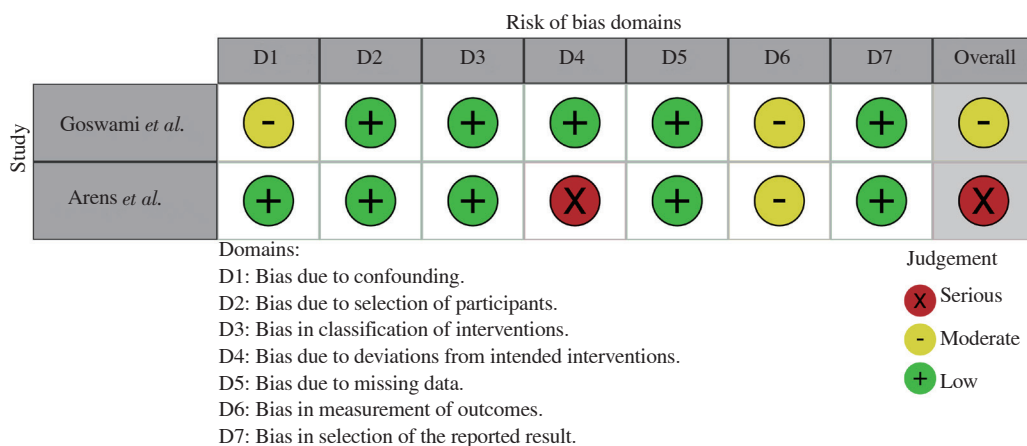 Risk of bias domains
D1 D2 D3 D4 D5 D6 D7 Overall
Study
Goswami et al. - + + + + - + -
Arens et al. + + + X + - + X
Domains:
D1: Bias due to confounding.
D2: Bias due to selection of participants.
D3: Bias in classification of interventions.
D4: Bias due to deviations from intended interventions.
D5: Bias due to missing data.
D6: Bias in measurement of outcomes.
D7: Bias in selection of the reported result.
Judgement
X Serious
- Moderate
+ Low